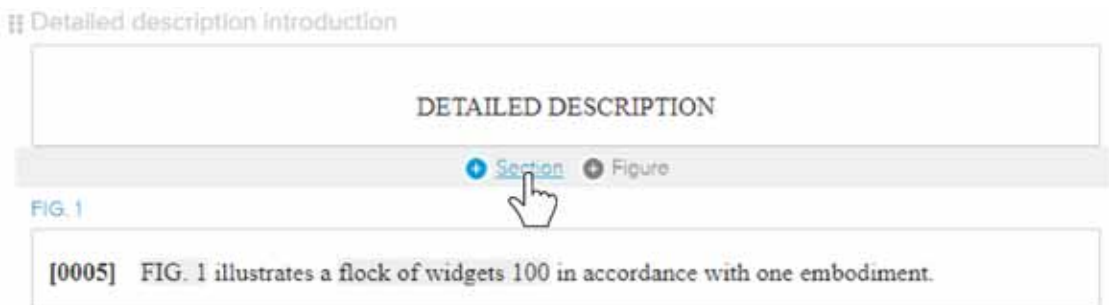 Detailed description introduction
DETAILED DESCRIPTION
Section Figure
FIG. 1
[0005] FIG. 1 illustrates a flock of widgets 100 in accordance with one embodiment.